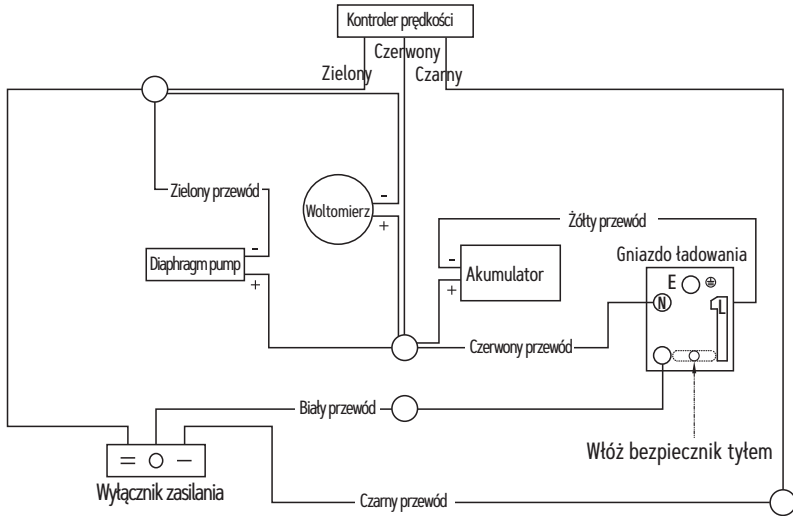 Kontroler prędkości
Czerwony
Zielony
Czarny
Zielony przewód
-
Woltomierz
+
-
Diaphragm pump
+
Żółty przewód
-
Akumulator
+
Gniazdo ładowania
E
N
L
Czerwony przewód
Biały przewód
Włóż bezpiecznik tyłem
= O −
Wyłącznik zasilania
Czarny przewód